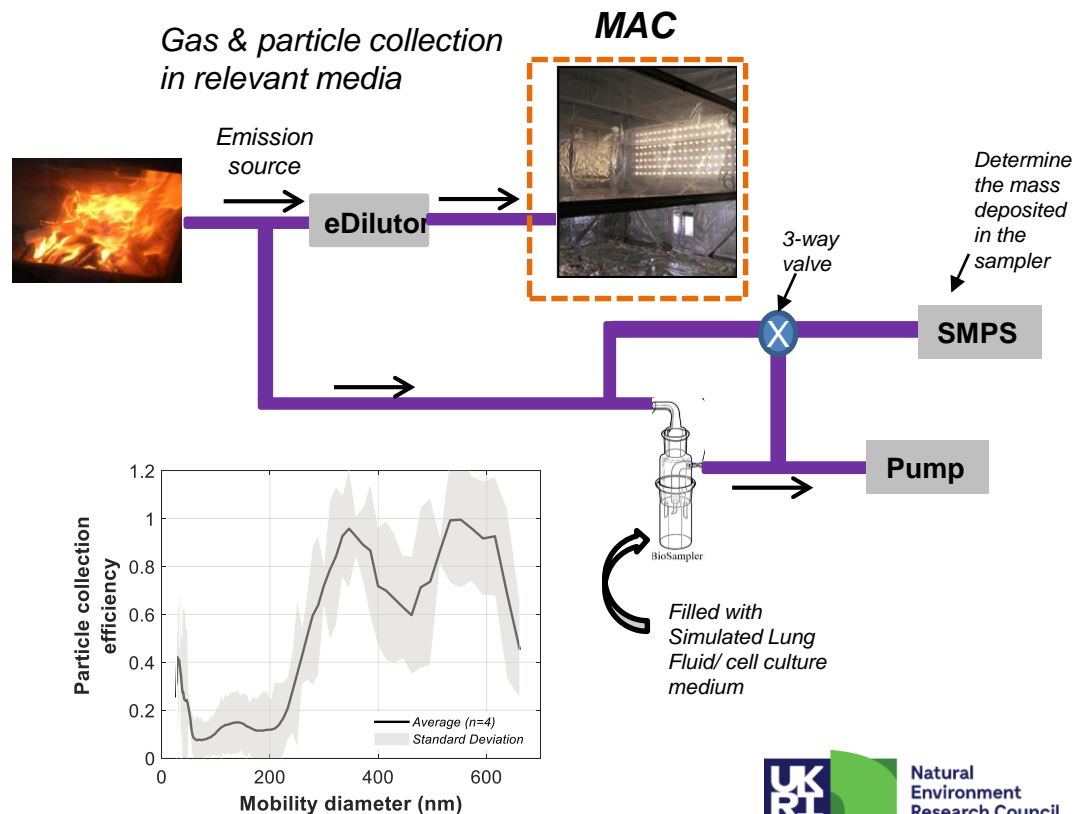 Gas & particle collection
in relevant media
MAC
Emission
source
eDilutor
Determine
the mass
deposited
in the
sampler
3-way
valve
X
SMPS
BioSampler
Pump
Filled with
Simulated Lung
Fluid/ cell culture
medium
Particle collection
efficiency
1.2
1
0.8
0.6
0.4
0.2
0
0
200
400
600
Mobility diameter (nm)
Average (n=4)
Standard Deviation
UK
RI
Natural
Environment
Research Council